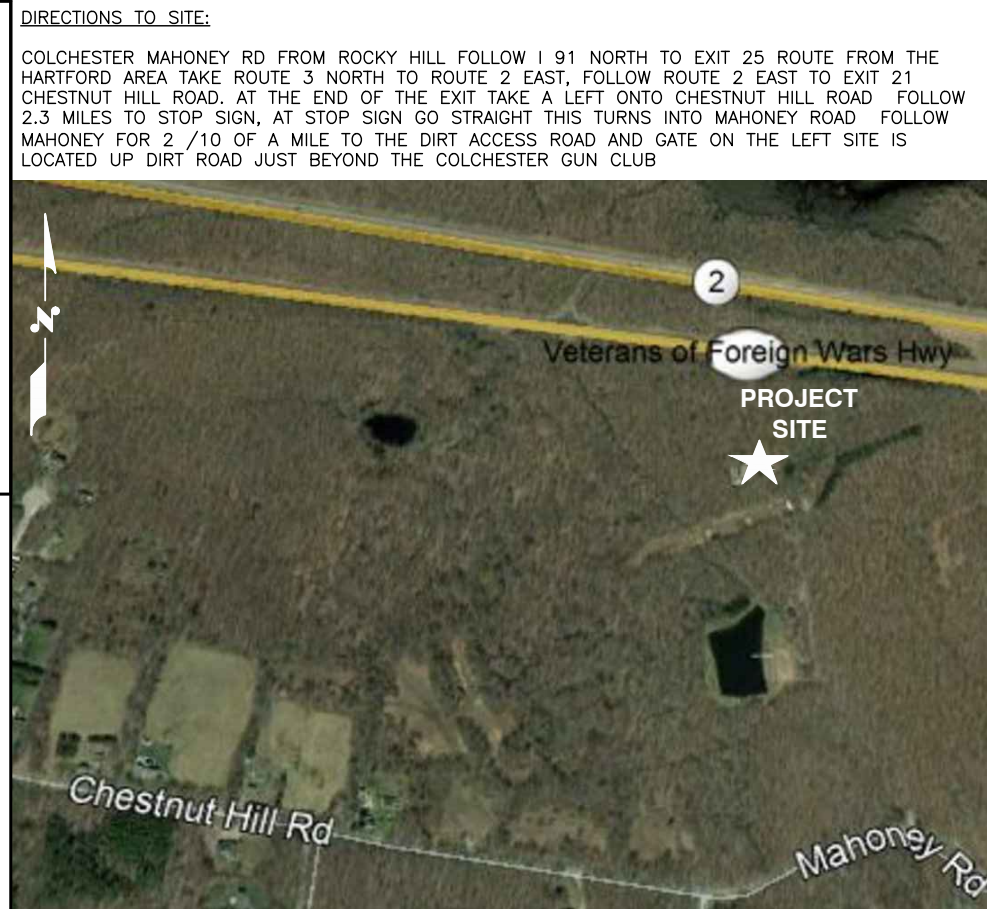 DIRECTIONS TO SITE:
COLCHESTER MAHONEY RD FROM ROCKY HILL FOLLOW I 91 NORTH TO EXIT 25 ROUTE FROM THE
HARTFORD AREA TAKE ROUTE 3 NORTH TO ROUTE 2 EAST, FOLLOW ROUTE 2 EAST TO EXIT 21
CHESTNUT HILL ROAD. AT THE END OF THE EXIT TAKE A LEFT ONTO CHESTNUT HILL ROAD FOLLOW
2.3 MILES TO STOP SIGN, AT STOP SIGN GO STRAIGHT THIS TURNS INTO MAHONEY ROAD FOLLOW
MAHONEY FOR 2 /10 OF A MILE TO THE DIRT ACCESS ROAD AND GATE ON THE LEFT SITE IS
LOCATED UP DIRT ROAD JUST BEYOND THE COLCHESTER GUN CLUB
2
N
Veterans of Foreign Wars Hwy
PROJECT
SITE
Chestnut Hill Rd
Mahoney Rd